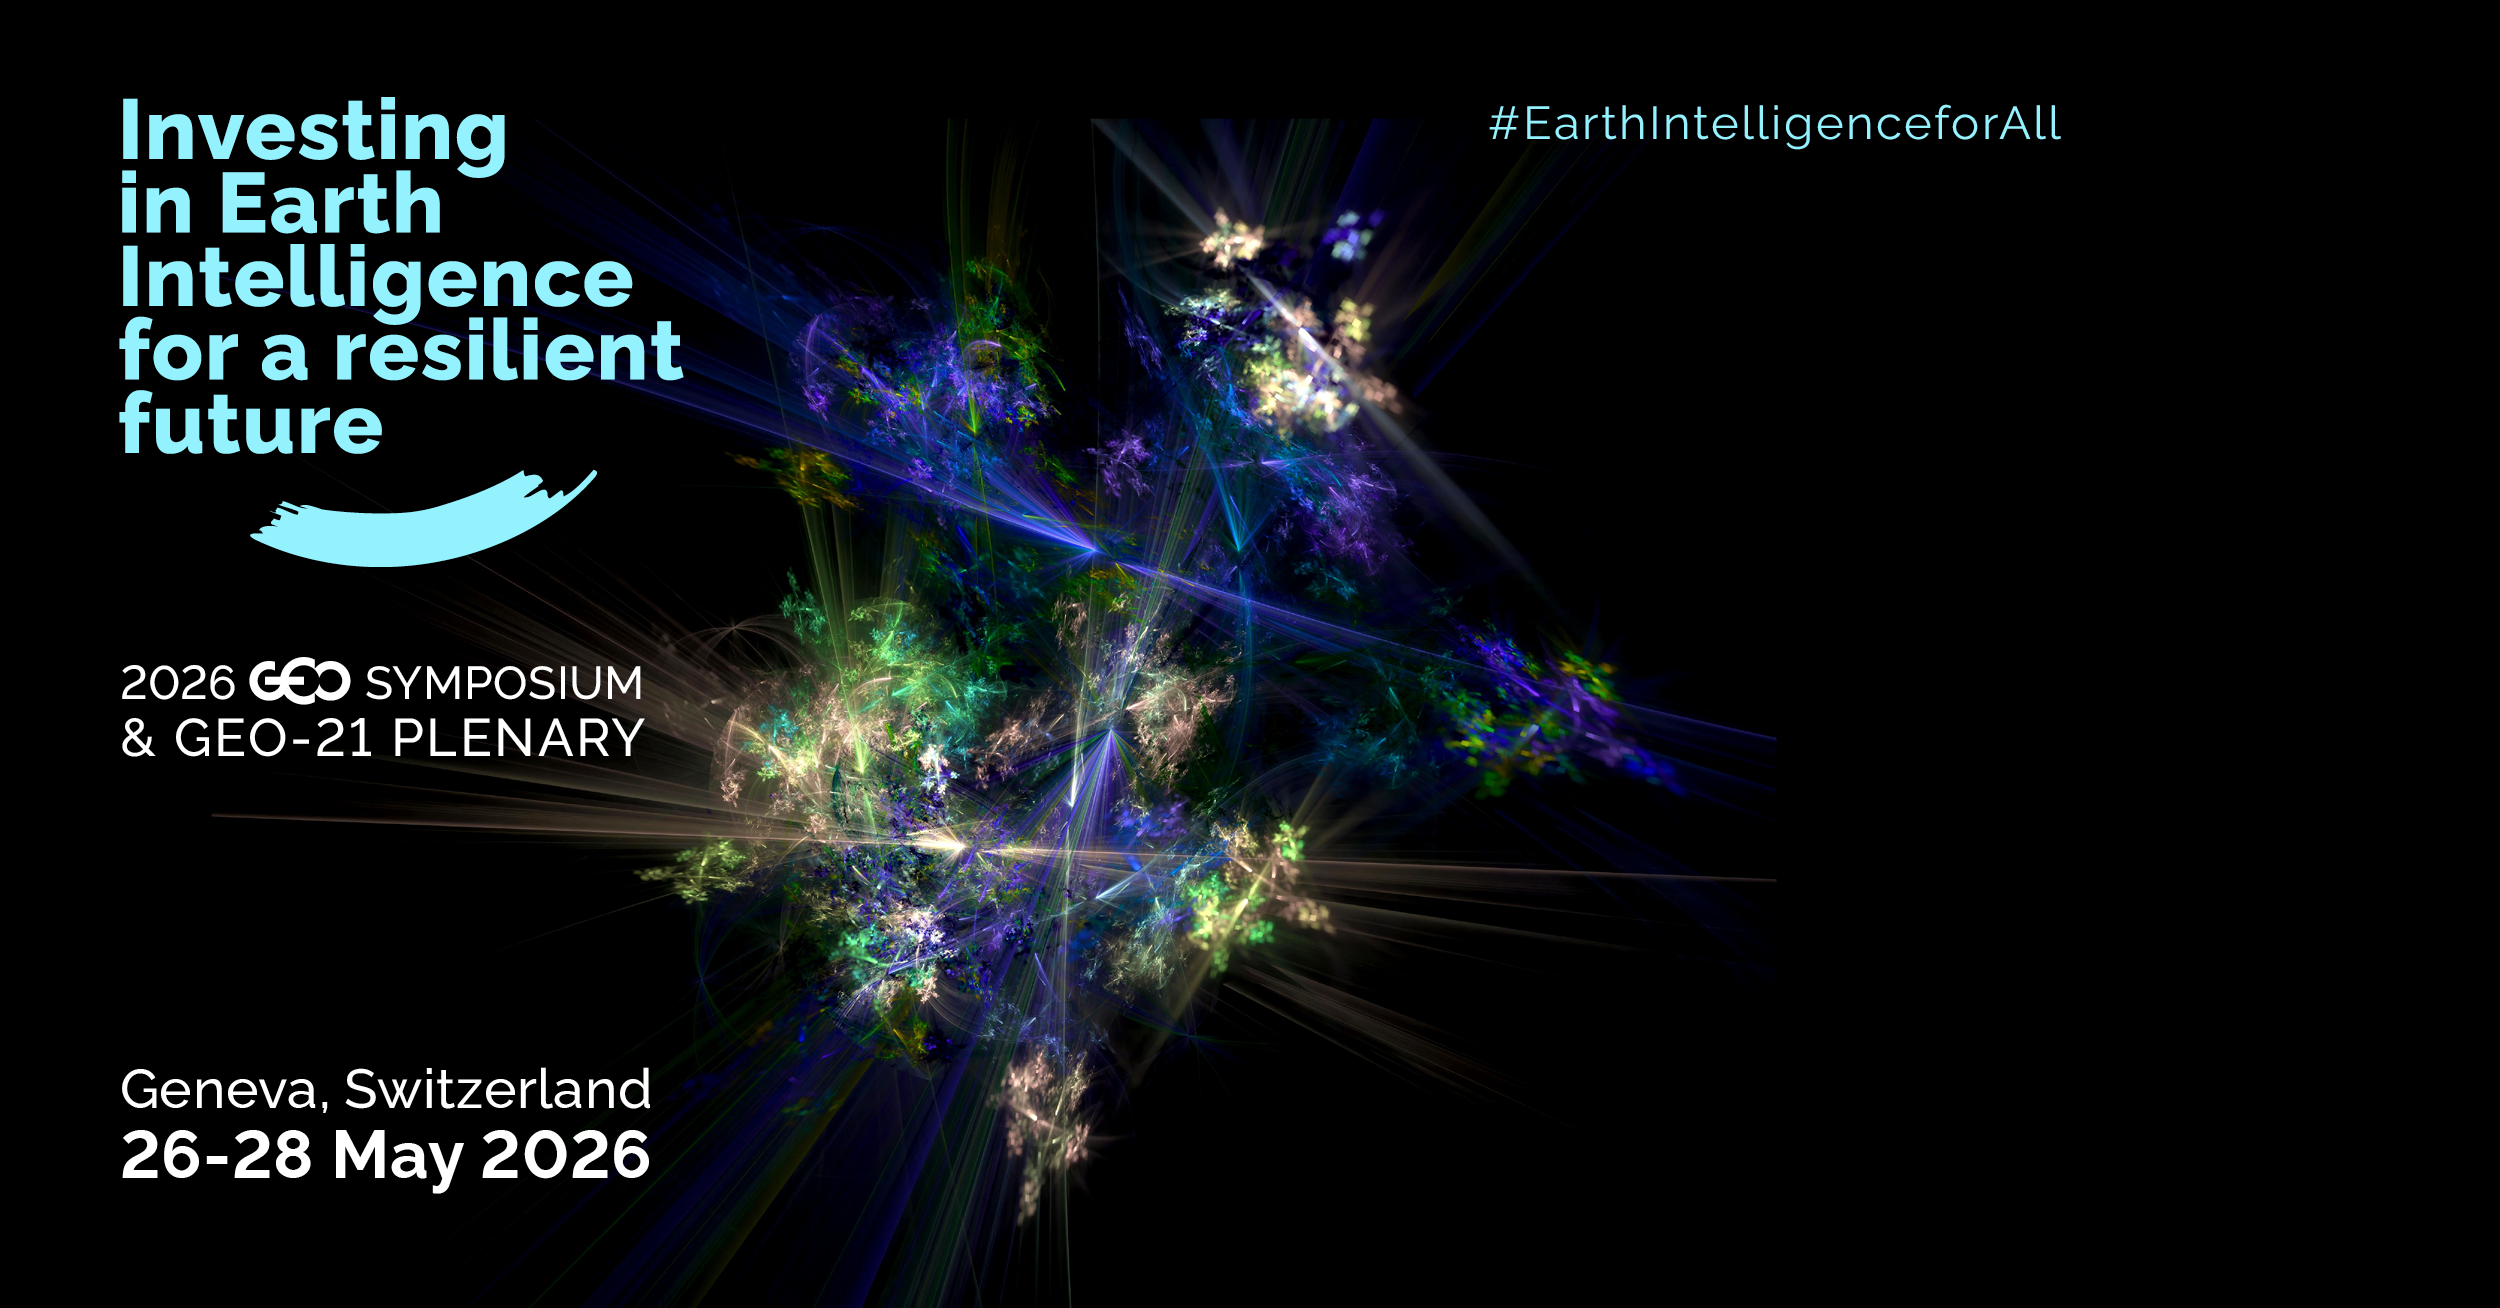 Investing
in Earth
Intelligence
for a resilient
future
#EarthIntelligenceforAll
2026 GEO SYMPOSIUM
& GEO-21 PLENARY
Geneva, Switzerland
26-28 May 2026